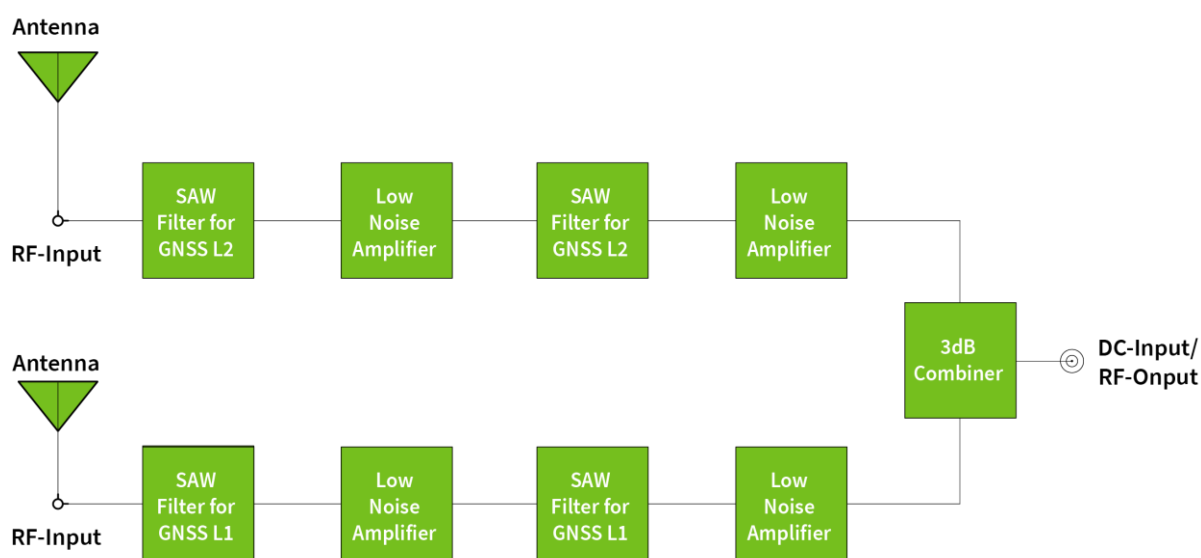 Antenna
RF-Input
SAW
Filter for
GNSS L2
Low
Noise
Amplifier
SAW
Filter for
GNSS L2
Low
Noise
Amplifier
3dB
Combiner
DC-Input/
RF-Onput
Antenna
RF-Input
SAW
Filter for
GNSS L1
Low
Noise
Amplifier
SAW
Filter for
GNSS L1
Low
Noise
Amplifier